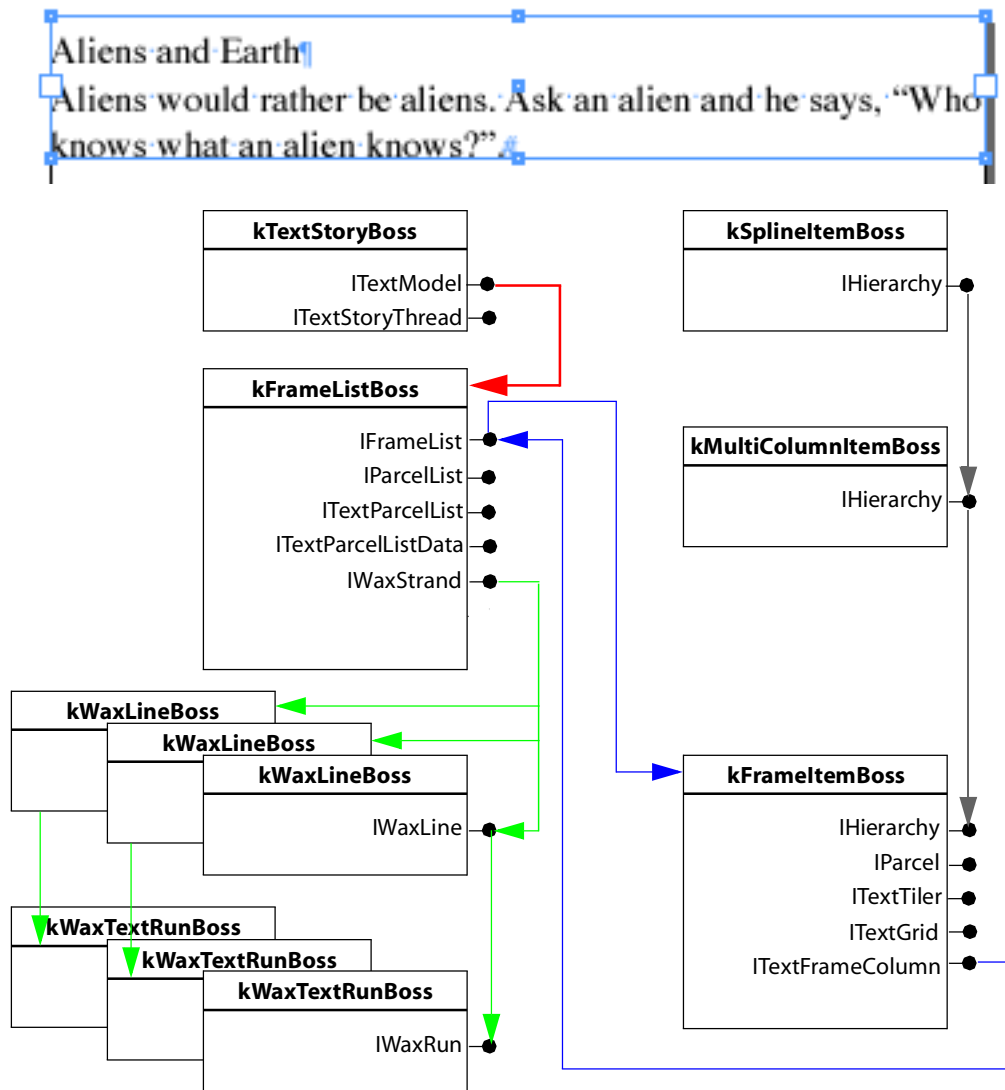 Aliens and Earth¶
Aliens would rather be aliens. Ask an alien and he says, “Who
knows what an alien knows?”#
kTextStoryBoss
ITextModel
ITextStoryThread
kSplineItemBoss
IHierarchy
kFrameListBoss
IFrameList
IParcelList
ITextParcelList
ITextParcelListData
IWaxStrand
kMultiColumnItemBoss
IHierarchy
kWaxLineBoss
kWaxLineBoss
kWaxLineBoss
IWaxLine
kFrameItemBoss
IHierarchy
IParcel
ITextTiler
ITextGrid
ITextFrameColumn
kWaxTextRunBoss
kWaxTextRunBoss
kWaxTextRunBoss
IWaxRun